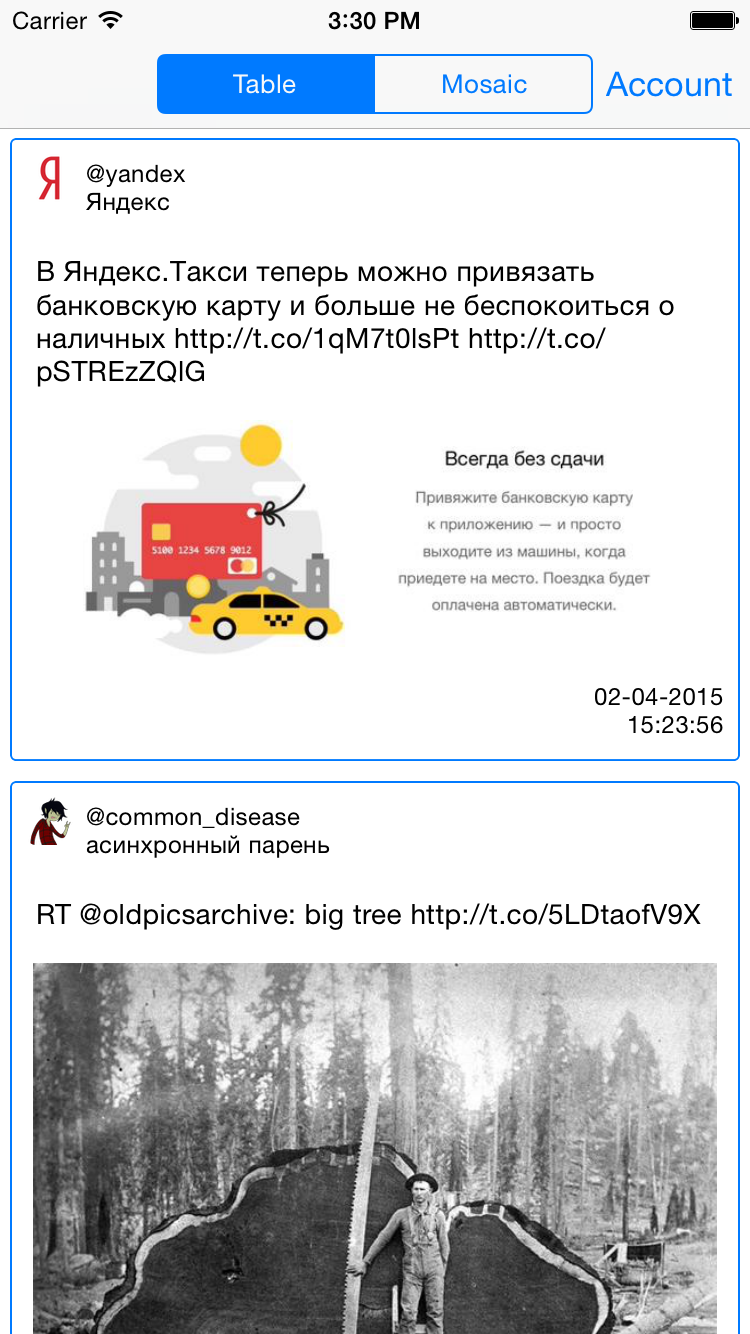 Carrier 3:30 PM
Table Mosaic Account
Я
@yandex
Яндекс
В Яндекс.Такси теперь можно привязать
банковскую карту и больше не беспокоиться о
наличных http://t.co/1qM7t0lsPt http://t.co/
pSTREzZQlG
5100 1234 5678 9012
Всегда без сдачи
Привяжите банковскую карту
к приложению — и просто
выходите из машины, когда
приедете на место. Поездка будет
оплачена автоматически.
02-04-2015
15:23:56
@common_disease
асинхронный парень
RT @oldpicsarchive: big tree http://t.co/5LDtaofV9X